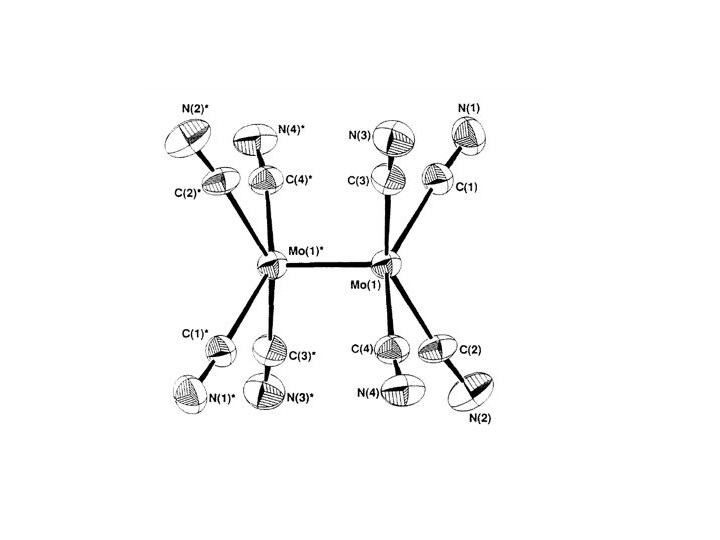 N(2)*
N(4)*
N(3)
N(1)
C(2)*
C(4)*
C(3)
C(1)
Mo(1)*
Mo(1)
C(1)*
C(3)*
C(4)
C(2)
N(1)*
N(3)*
N(4)
N(2)